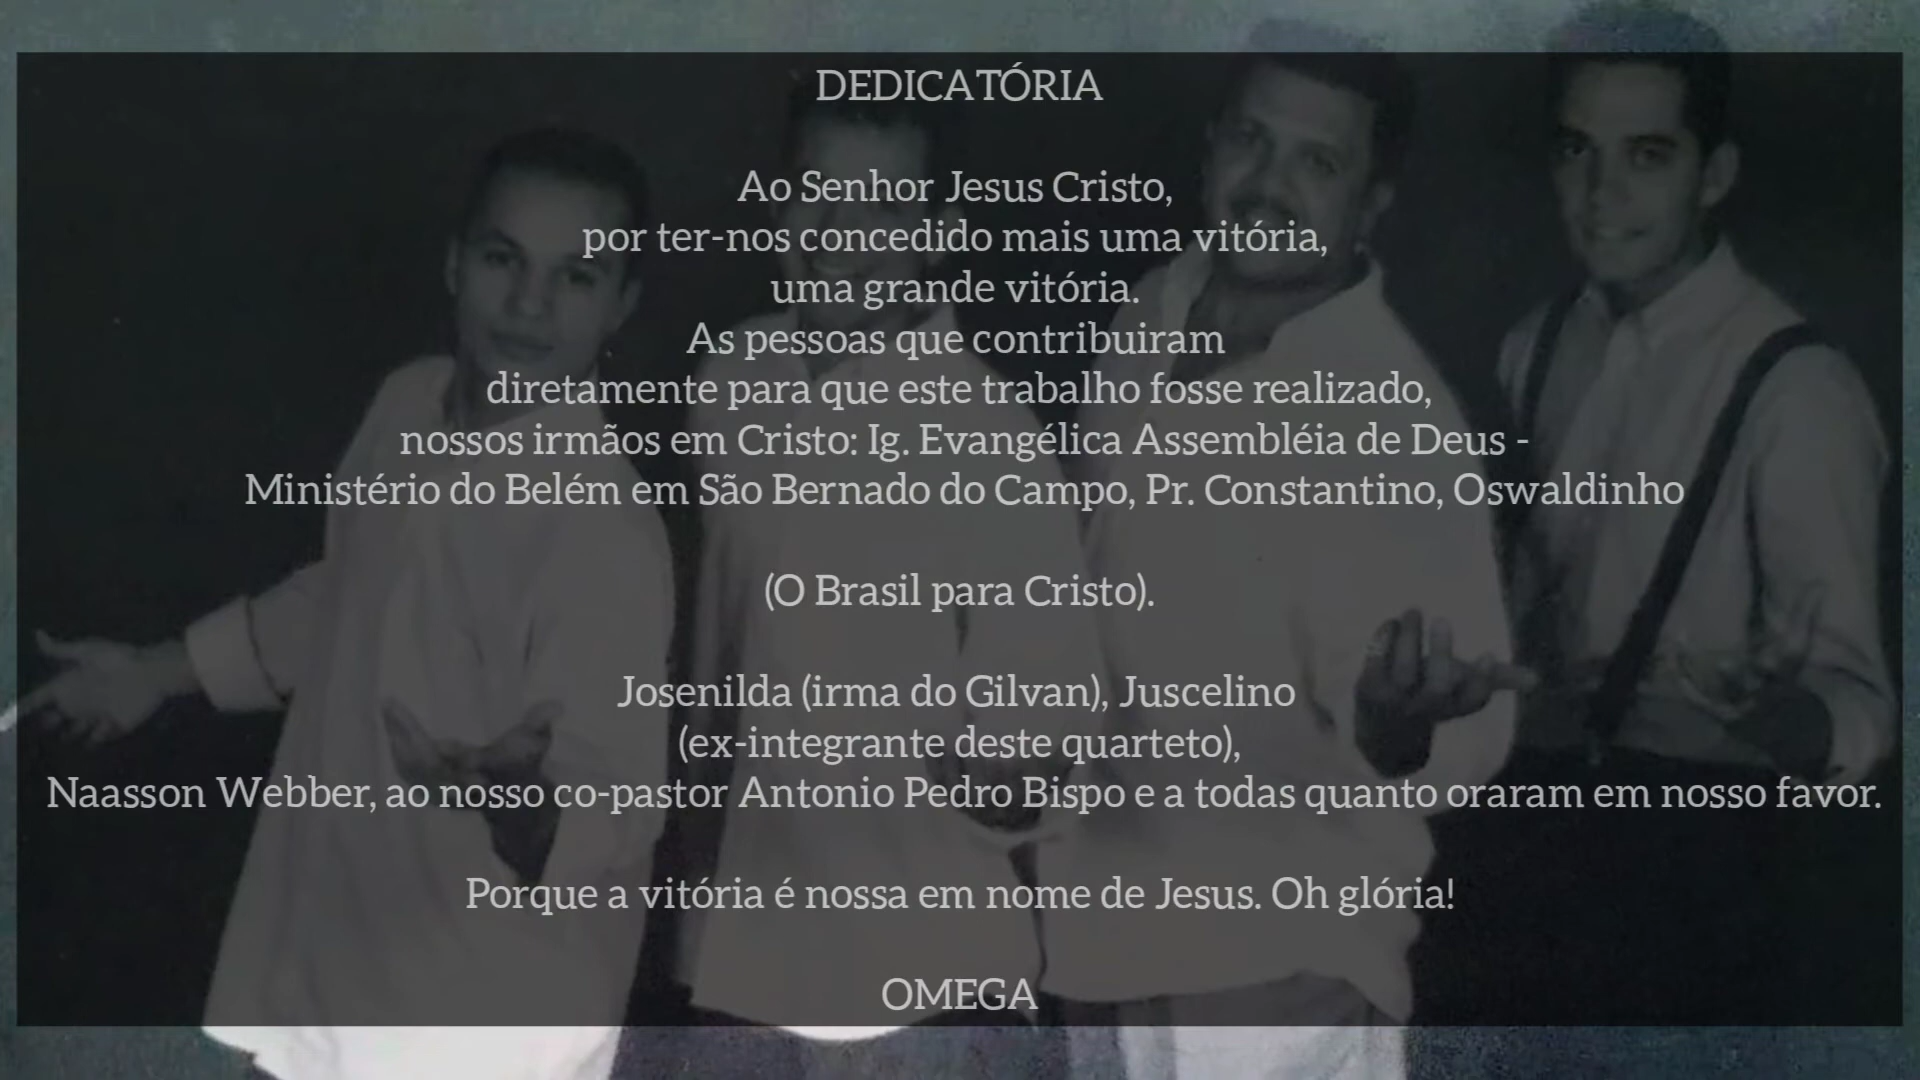 DEDICATÓRIA
Ao Senhor Jesus Cristo,
por ter-nos concedido mais uma vitória,
uma grande vitória.
As pessoas que contribuiram
diretamente para que este trabalho fosse realizado,
nossos irmãos em Cristo: Ig. Evangélica Assembléia de Deus -
Ministério do Belém em São Bernado do Campo, Pr. Constantino, Oswaldinho
(O Brasil para Cristo).
Josenilda (irma do Gilvan), Juscelino
(ex-integrante deste quarteto),
Naasson Webber, ao nosso co-pastor Antonio Pedro Bispo e a todas quanto oraram em nosso favor.
Porque a vitória é nossa em nome de Jesus. Oh glória!
OMEGA